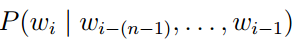 P(w_i | w_{i−(n−1)}, . . . , w_{i−1})